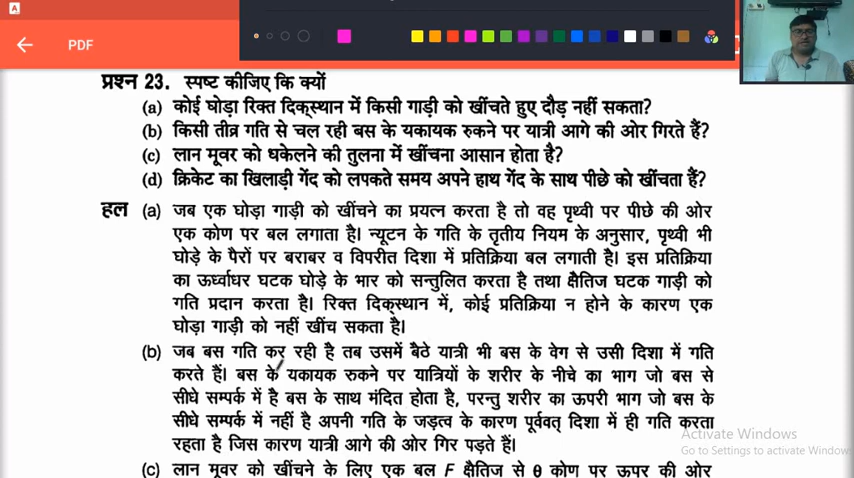 A
PDF
प्रश्न 23. स्पष्ट कीजिए कि क्यों
(a) कोई घोड़ा रिक्त दिक्स्थान में किसी गाड़ी को खींचते हुए दौड़ नहीं सकता?
(b) किसी तीव्र गति से चल रही बस के यकायक रुकने पर यात्री आगे की ओर गिरते हैं?
(c) लान मूवर को धकेलने की तुलना में खींचना आसान होता है?
(d) क्रिकेट का खिलाड़ी गेंद को लपकते समय अपने हाथ गेंद के साथ पीछे को खींचता हैं?
हल (a) जब एक घोड़ा गाड़ी को खींचने का प्रयत्न करता है तो वह पृथ्वी पर पीछे की ओर
एक कोण पर बल लगाता है। न्यूटन के गति के तृतीय नियम के अनुसार, पृथ्वी भी
घोड़े के पैरों पर बराबर व विपरीत दिशा में प्रतिक्रिया बल लगाती है। इस प्रतिक्रिया
का ऊर्ध्वाधर घटक घोड़े के भार को सन्तुलित करता है तथा क्षैतिज घटक गाड़ी को
गति प्रदान करता है। रिक्त दिक्स्थान में, कोई प्रतिक्रिया न होने के कारण एक
घोड़ा गाड़ी को नहीं खींच सकता है।
(b) जब बस गति कर रही है तब उसमें बैठे यात्री भी बस के वेग से उसी दिशा में गति
करते हैं। बस के यकायक रुकने पर यात्रियों के शरीर के नीचे का भाग जो बस से
सीधे सम्पर्क में है बस के साथ मंदित होता है, परन्तु शरीर का ऊपरी भाग जो बस के
सीधे सम्पर्क में नहीं है अपनी गति के जड़त्व के कारण पूर्ववत् दिशा में ही गति करता
रहता है जिस कारण यात्री आगे की ओर गिर पड़ते हैं।
Activate Windows
Go to Settings to activate Windows
(c) लान मूवर को खींचने के लिए एक बल F क्षैतिज से θ कोण पर ऊपर की ओर